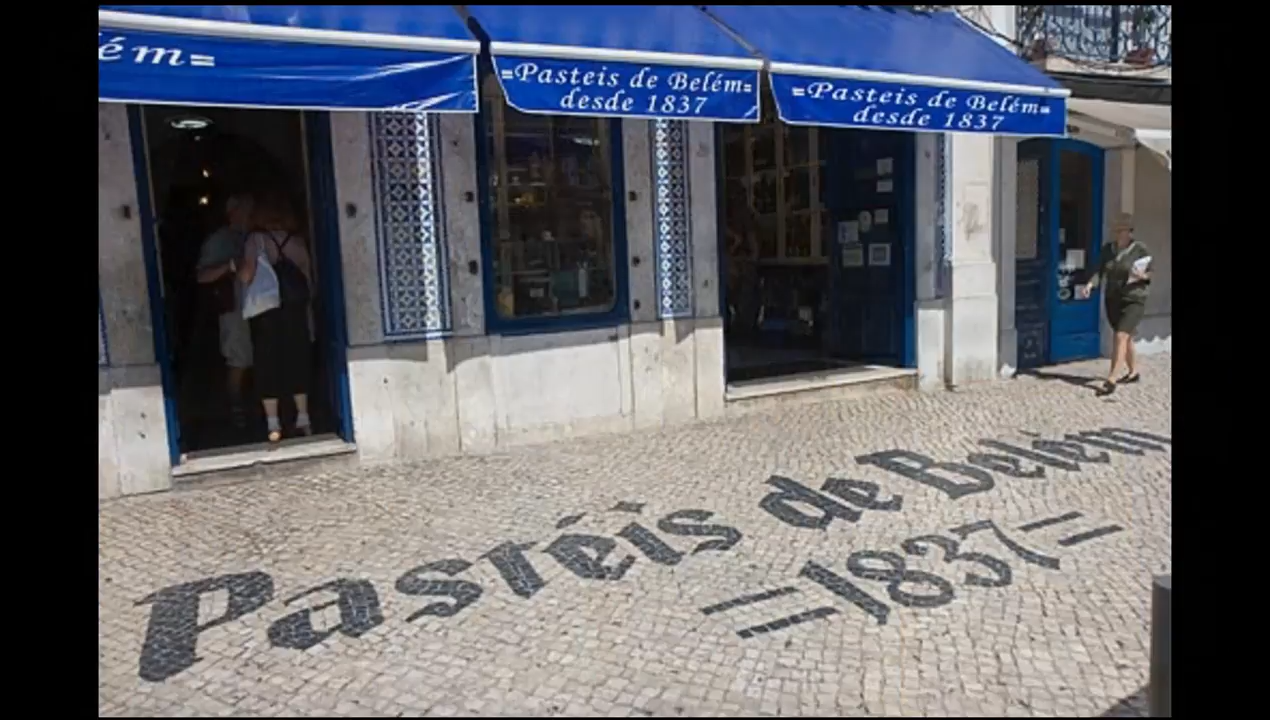 ém=
=Pasteis de Belém=
desde 1837
=Pasteis de Belém=
desde 1837
Pastéis de Belém
=1837=